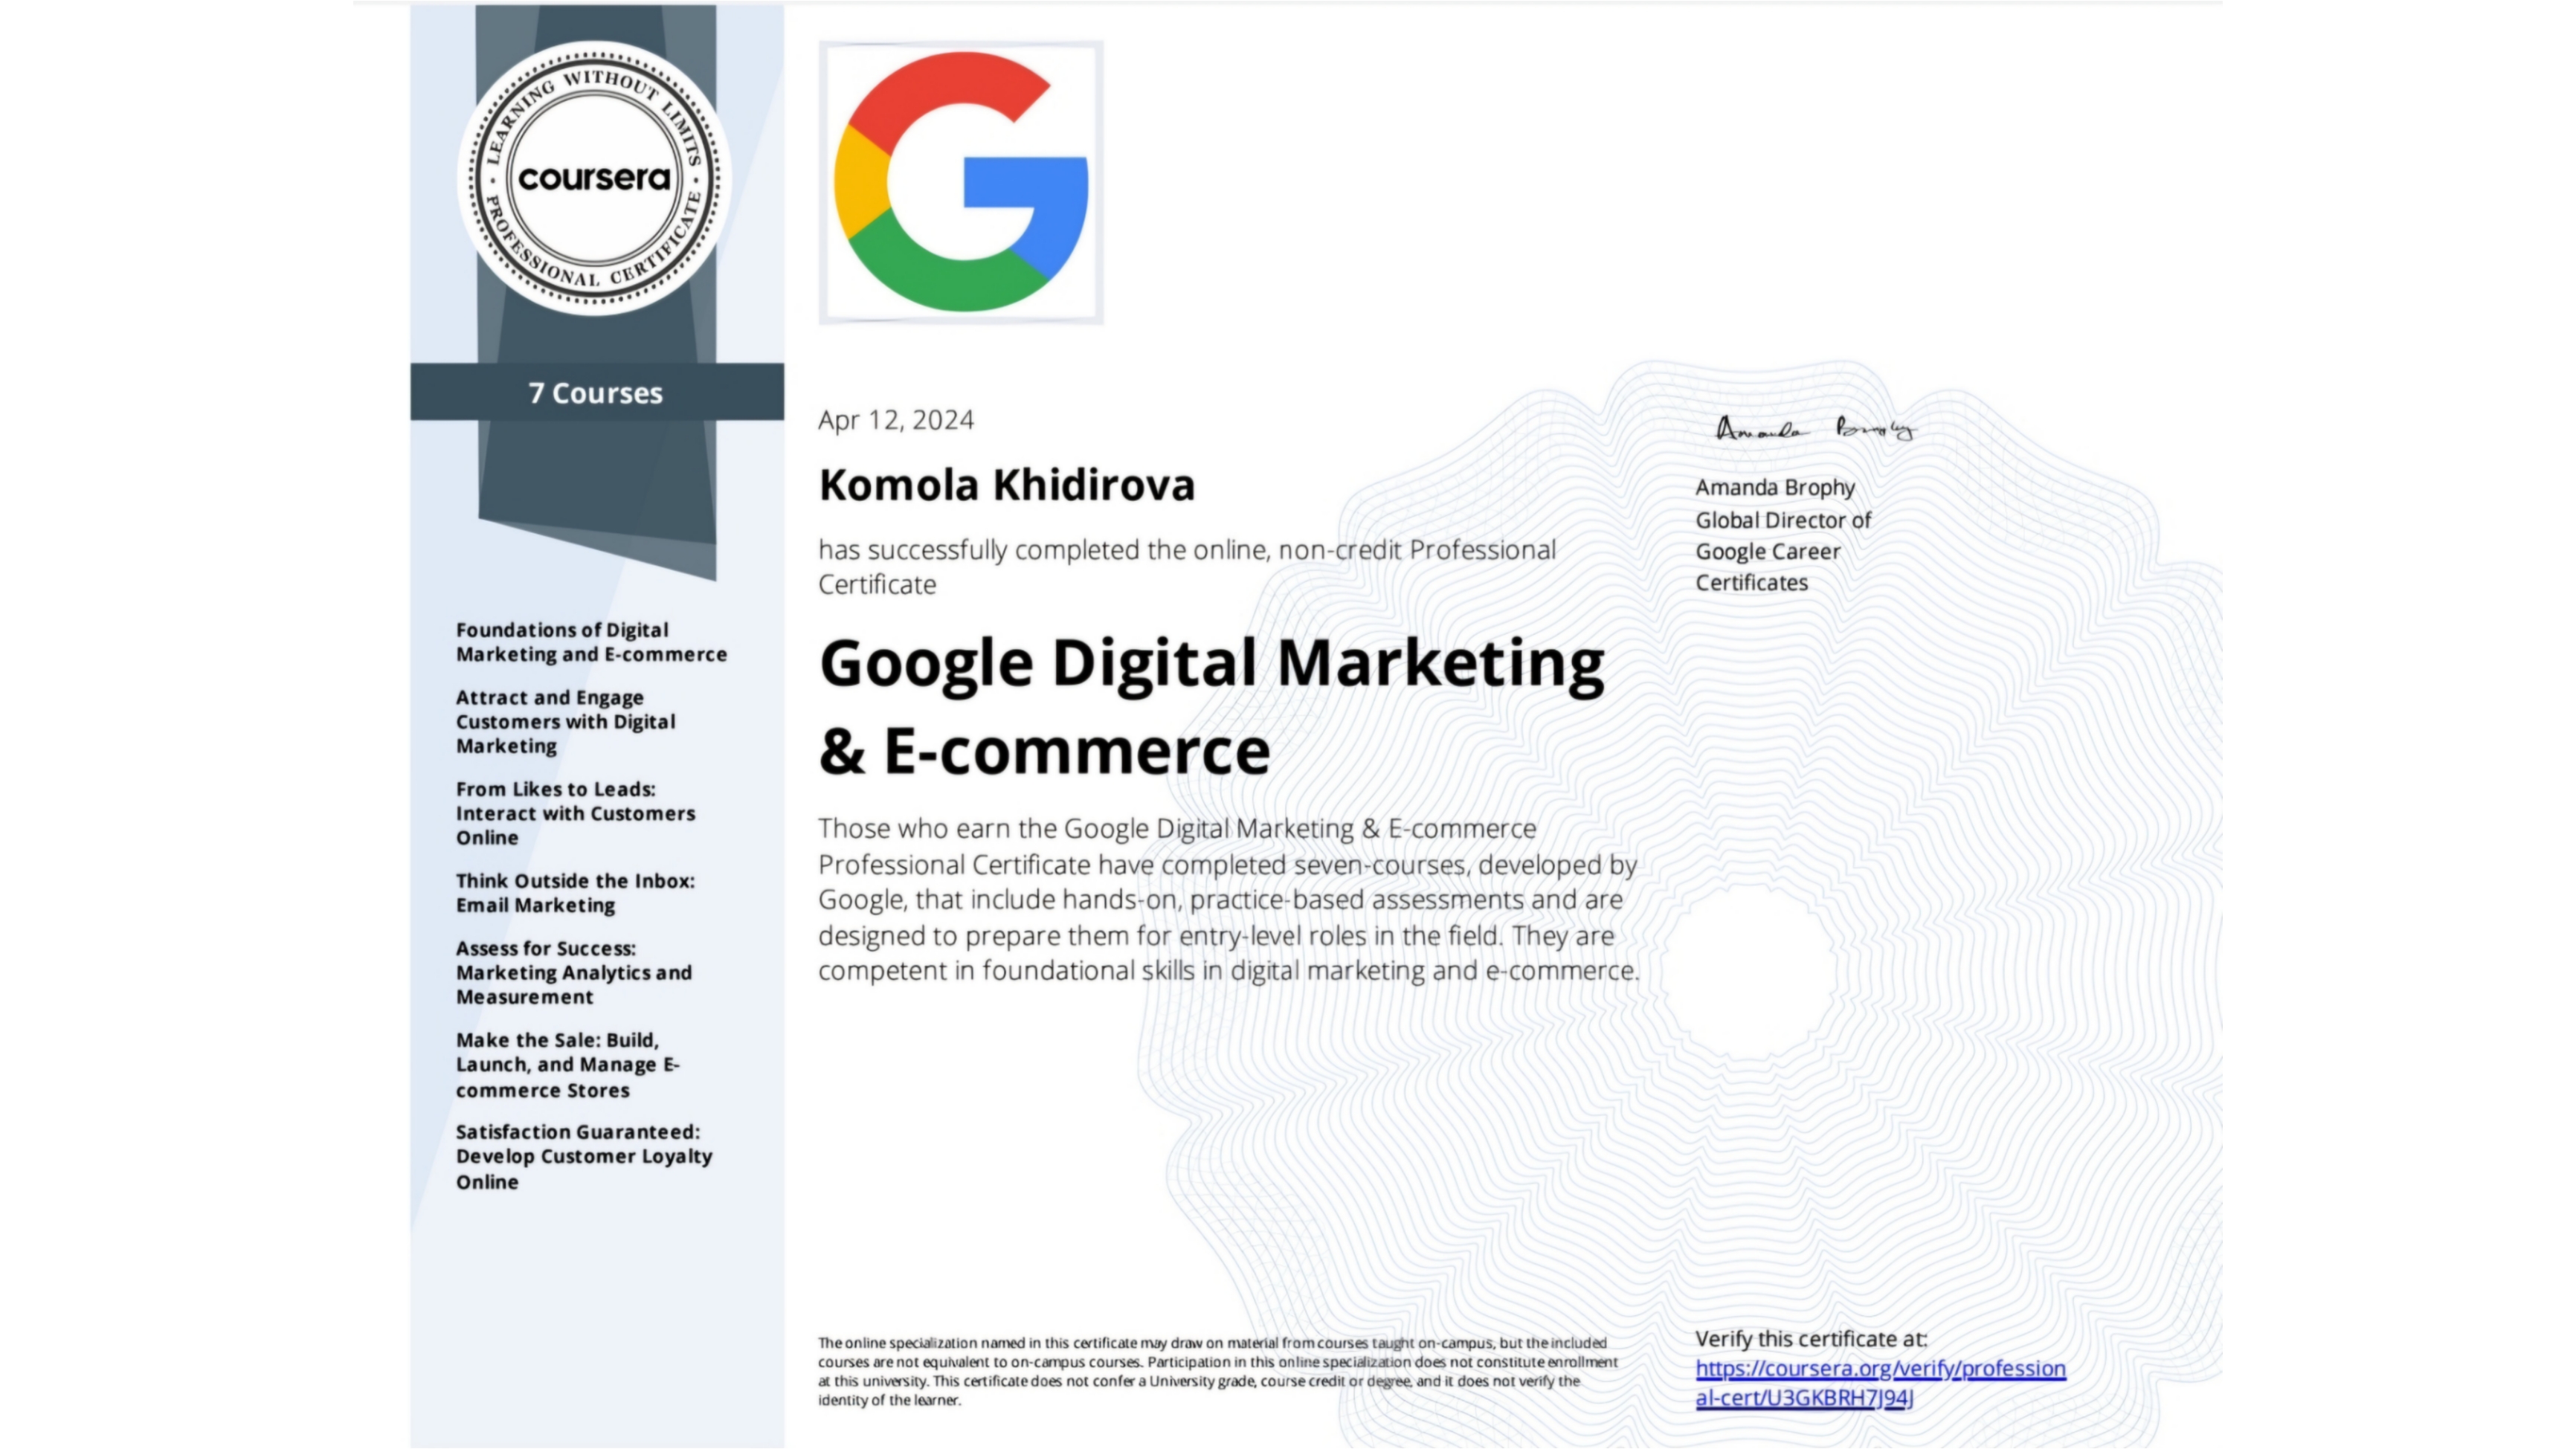 LEARNING WITHOUT LIMITS
coursera
PROFESSIONAL CERTIFICATE
7 Courses
Foundations of Digital
Marketing and E-commerce
Attract and Engage
Customers with Digital
Marketing
From Likes to Leads:
Interact with Customers
Online
Think Outside the Inbox:
Email Marketing
Assess for Success:
Marketing Analytics and
Measurement
Make the Sale: Build,
Launch, and Manage E-
commerce Stores
Satisfaction Guaranteed:
Develop Customer Loyalty
Online
G
Apr 12, 2024
Komola Khidirova
has successfully completed the online, non-credit Professional
Certificate
Google Digital Marketing
& E-commerce
Those who earn the Google Digital Marketing & E-commerce
Professional Certificate have completed seven-courses, developed by
Google, that include hands-on, practice-based assessments and are
designed to prepare them for entry-level roles in the field. They are
competent in foundational skills in digital marketing and e-commerce.
Amanda Brophy
Amanda Brophy
Global Director of
Google Career
Certificates
The online specialization named in this certificate may draw on material from courses taught on-campus, but the included
courses are not equivalent to on-campus courses. Participation in this online specialization does not constitute enrollment
at this university. This certificate does not confer a University grade, course credit or degree, and it does not verify the
identity of the learner.
Verify this certificate at:
https://coursera.org/verify/profession
al-cert/U3GKBRH7J94J